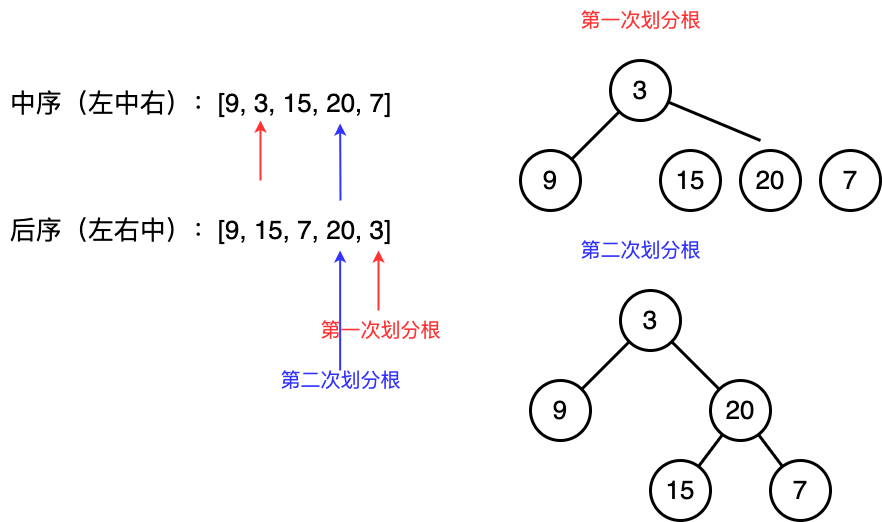 中序（左中右）：[9, 3, 15, 20, 7]
后序（左右中）：[9, 15, 7, 20, 3]
第一次划分根
第二次划分根
第一次划分根
3
9
15
20
7
第二次划分根
3
9
20
15
7